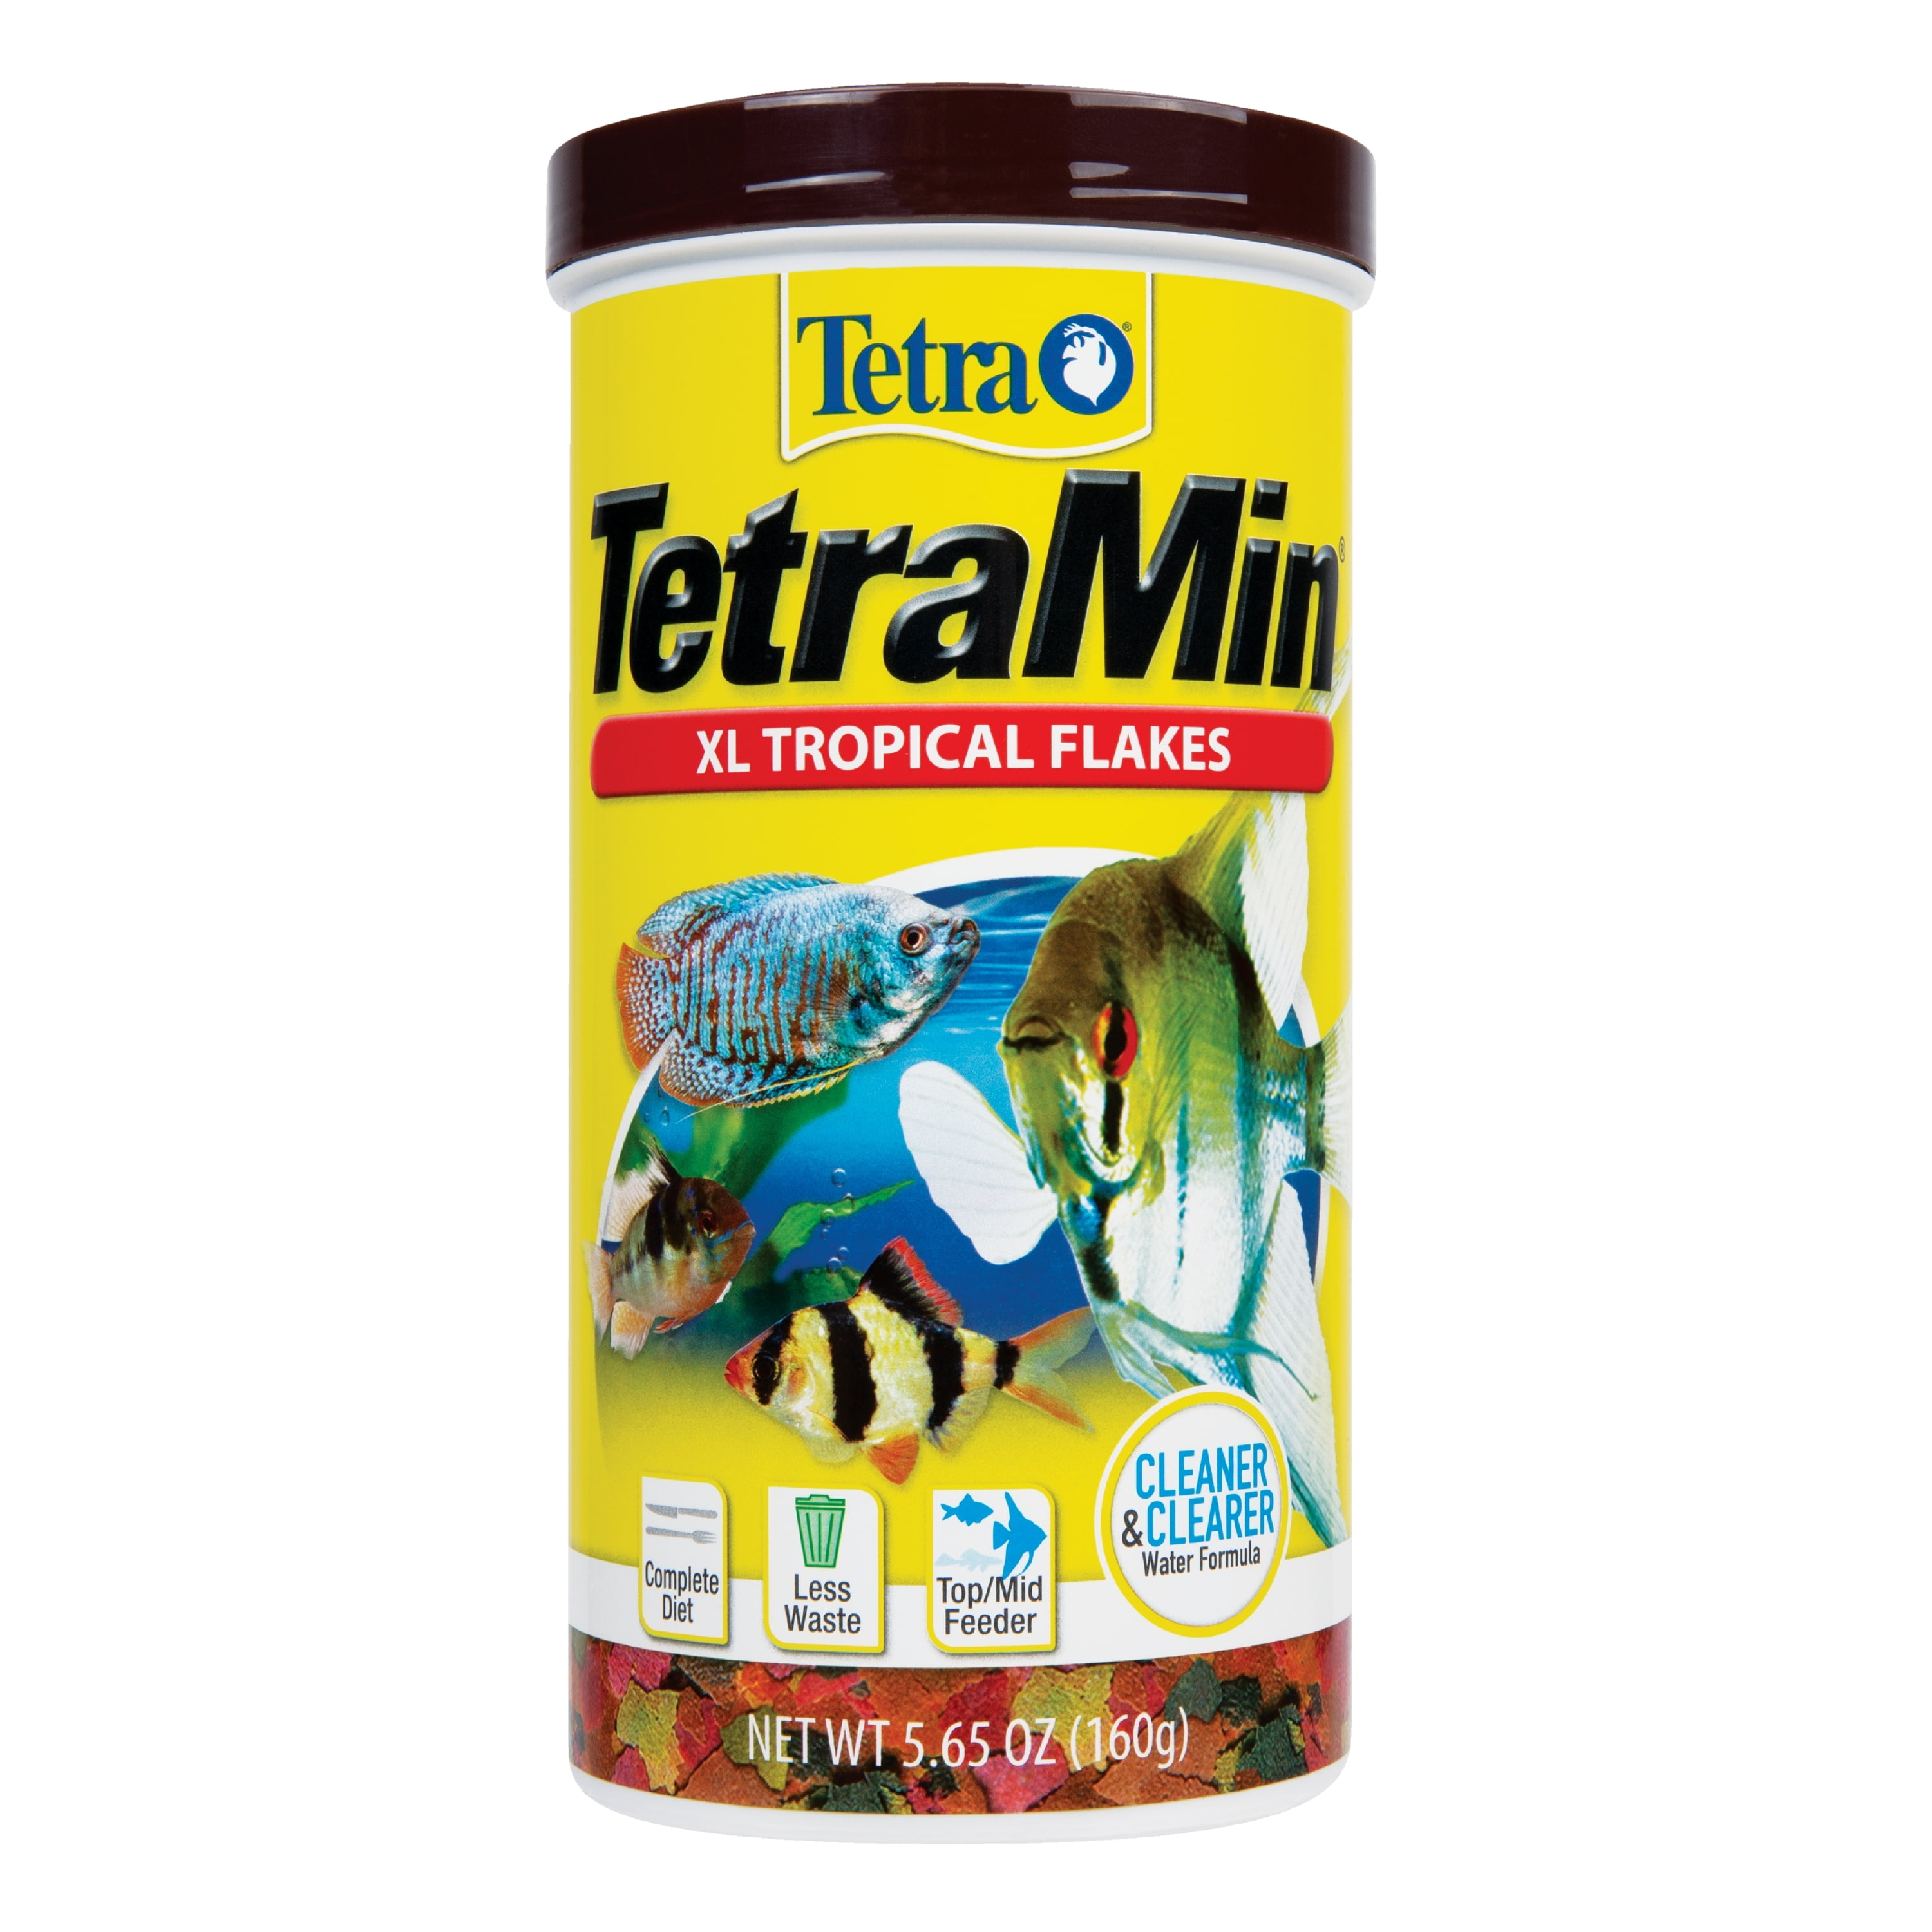 Tetra®
TetraMin®
XL TROPICAL FLAKES
CLEANER
&CLEARER
Water Formula
Complete
Diet
Less
Waste
Top/Mid
Feeder
NET WT 5.65 OZ (160g)